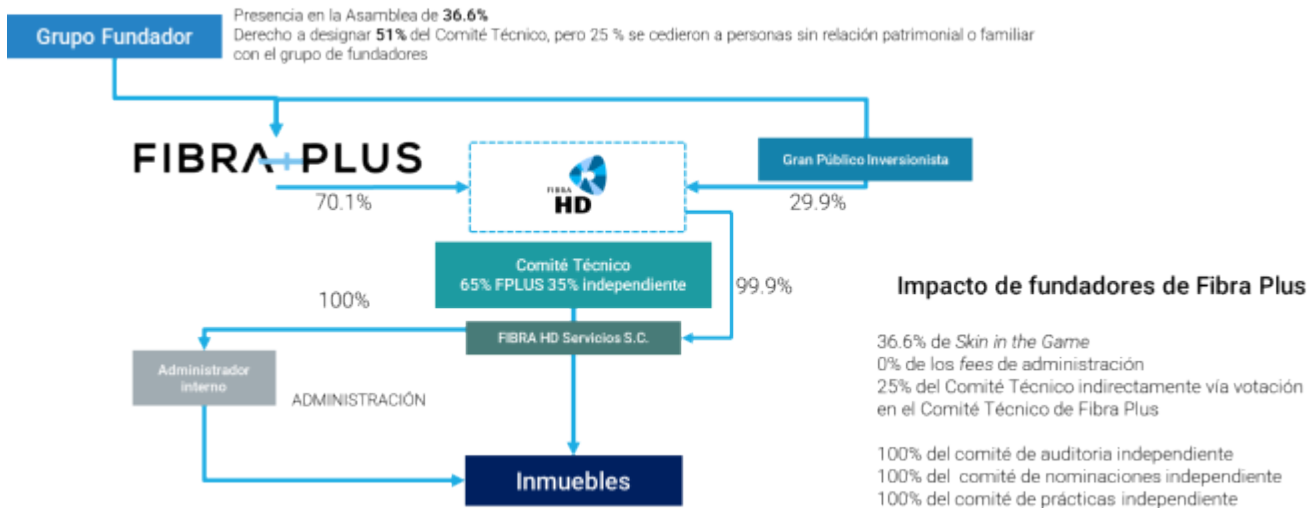 Grupo Fundador
Presencia en la Asamblea de 36.6%
Derecho a designar 51% del Comité Técnico, pero 25 % se cedieron a personas sin relación patrimonial o familiar
con el grupo de fundadores
FIBRA+PLUS
FIBRA
HD
Gran Público Inversionista
70.1%
29.9%
Comité Técnico
65% FPLUS 35% independiente
99.9%
100%
FIBRA HD Servicios S.C.
Administrador
interno
ADMINISTRACIÓN
Inmuebles
Impacto de fundadores de Fibra Plus
36.6% de Skin in the Game
0% de los fees de administración
25% del Comité Técnico indirectamente vía votación
en el Comité Técnico de Fibra Plus
100% del comité de auditoria independiente
100% del comité de nominaciones independiente
100% del comité de prácticas independiente